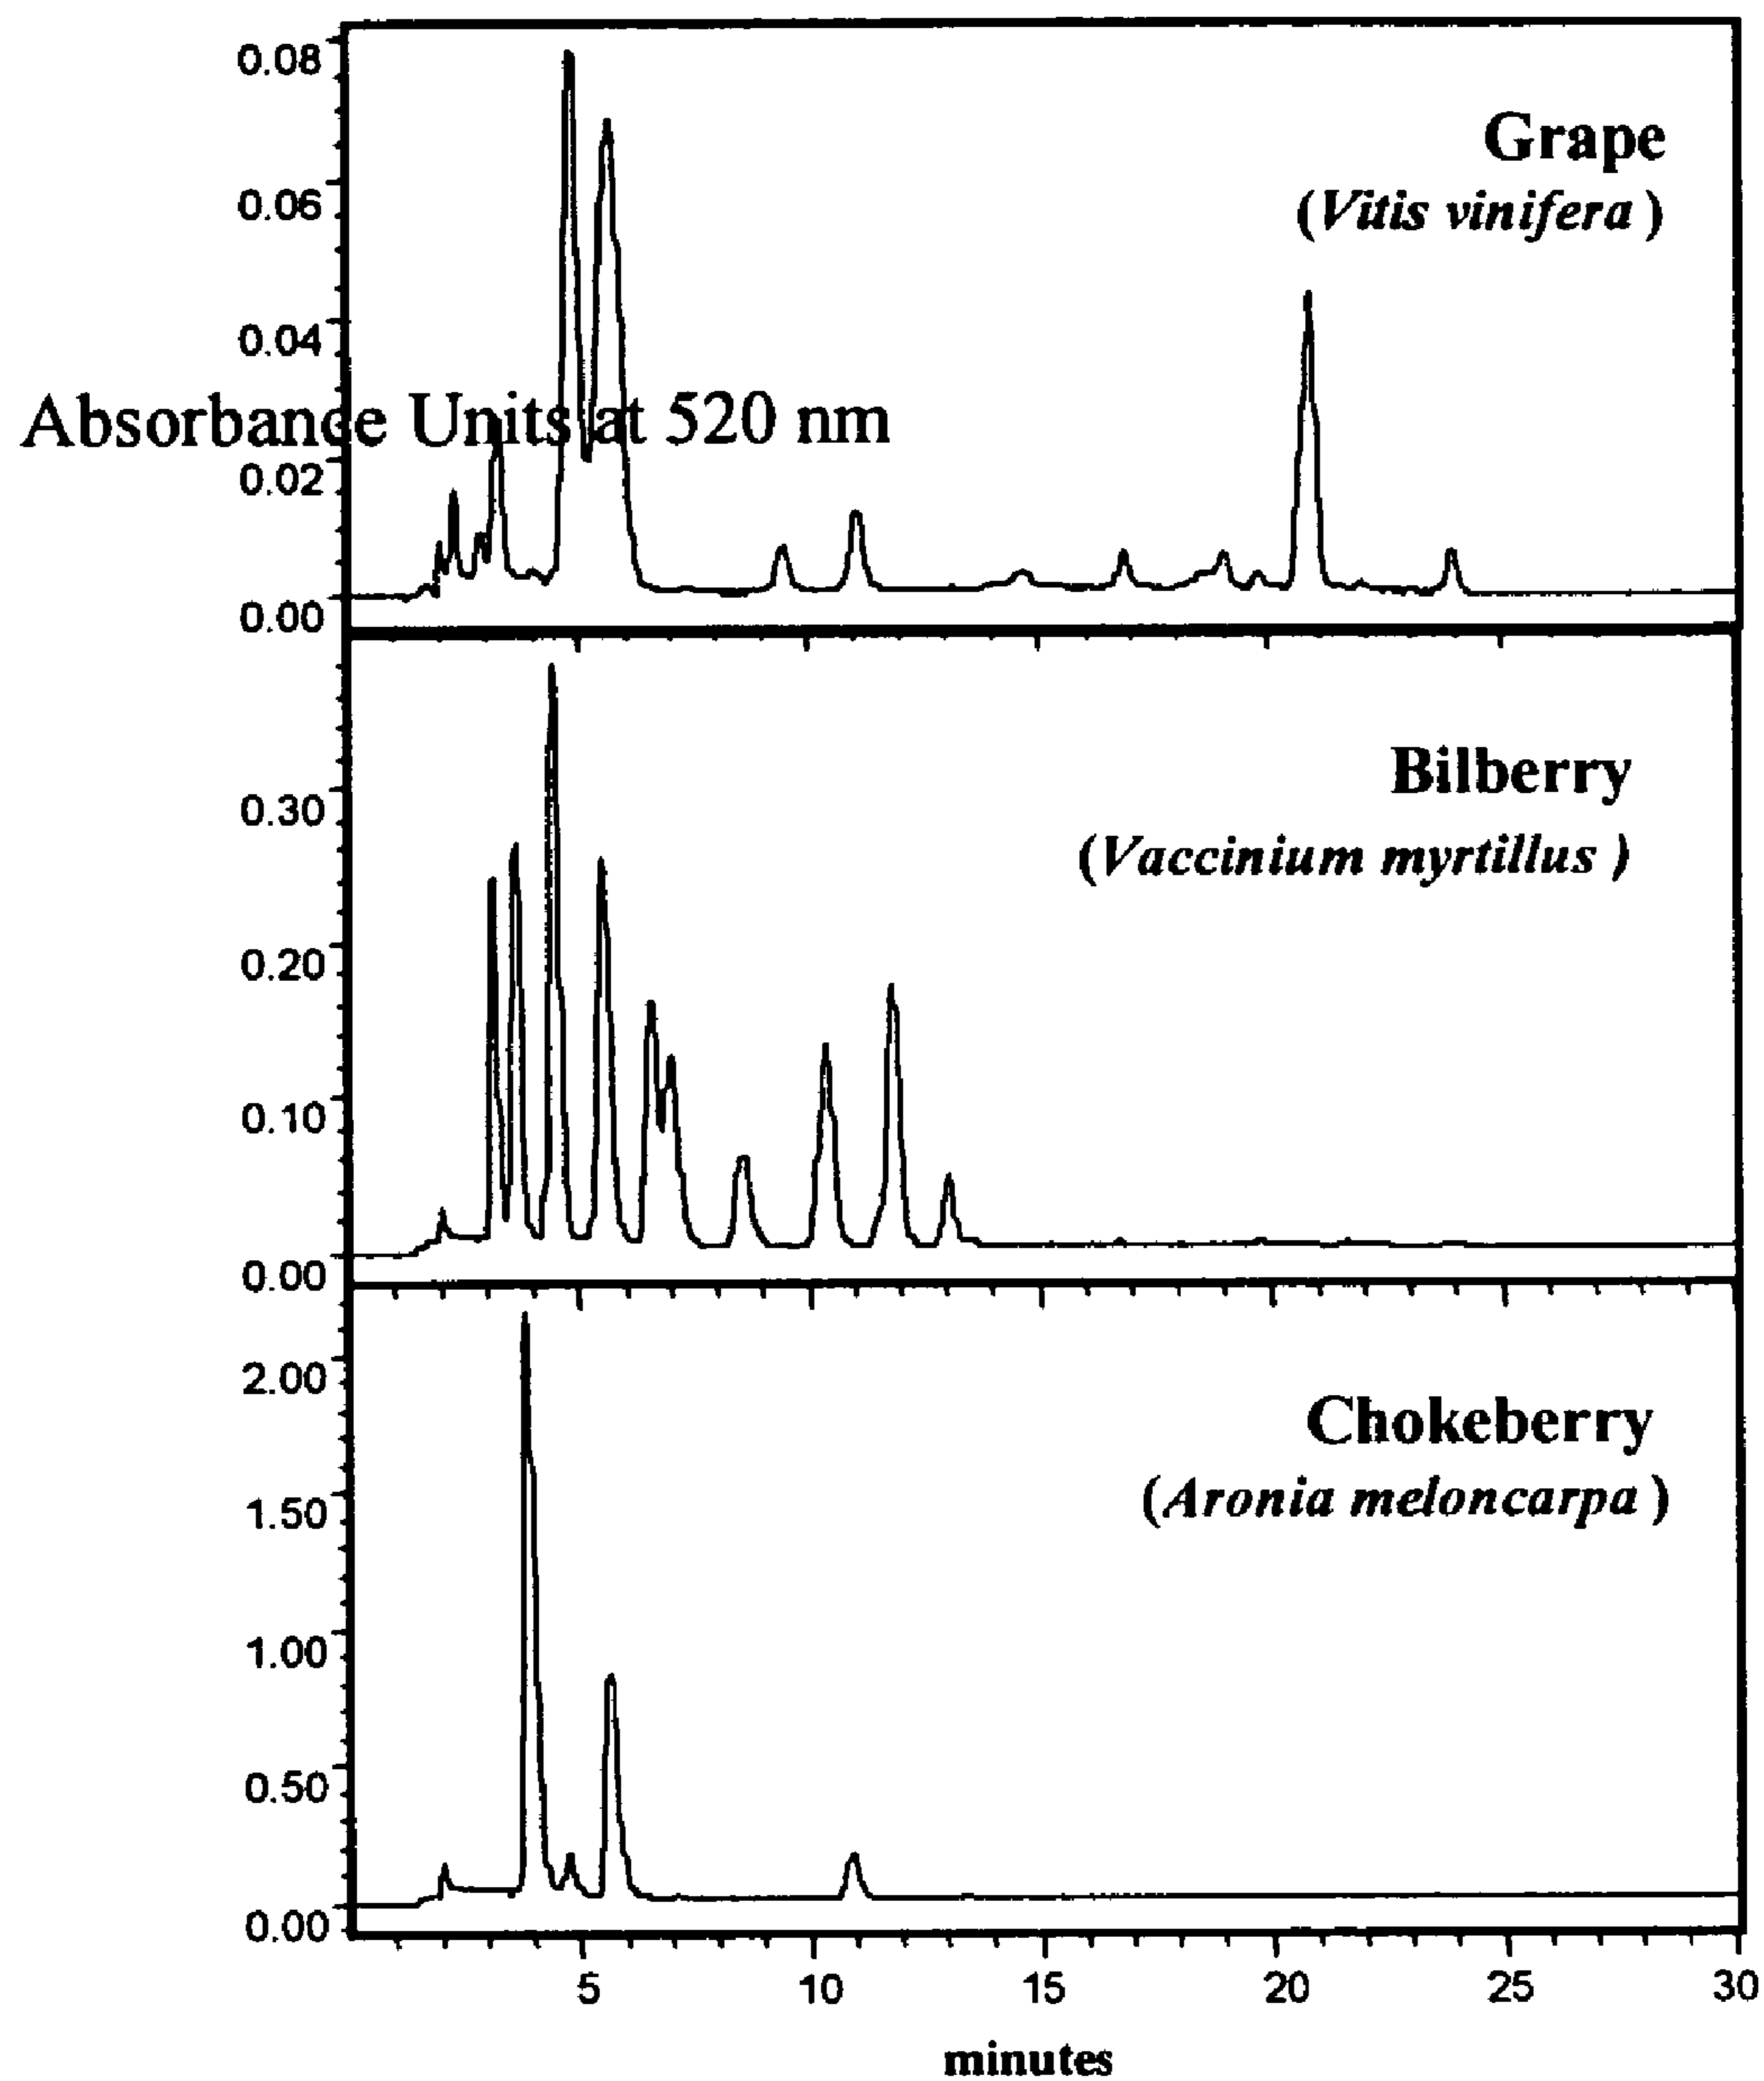 0.08
Grape
0.06
(Vitis vinifera )
0.04
Absorbance Units at 520 nm
0.02
0.00
Bilberry
0.30
(Vaccinium myrtillus )
0.20
0.10
0.00
2.00
Chokeberry
1.50
(Aronia meloncarpa )
1.00
0.50
0.00
5 10 15 20 25 30
minutes